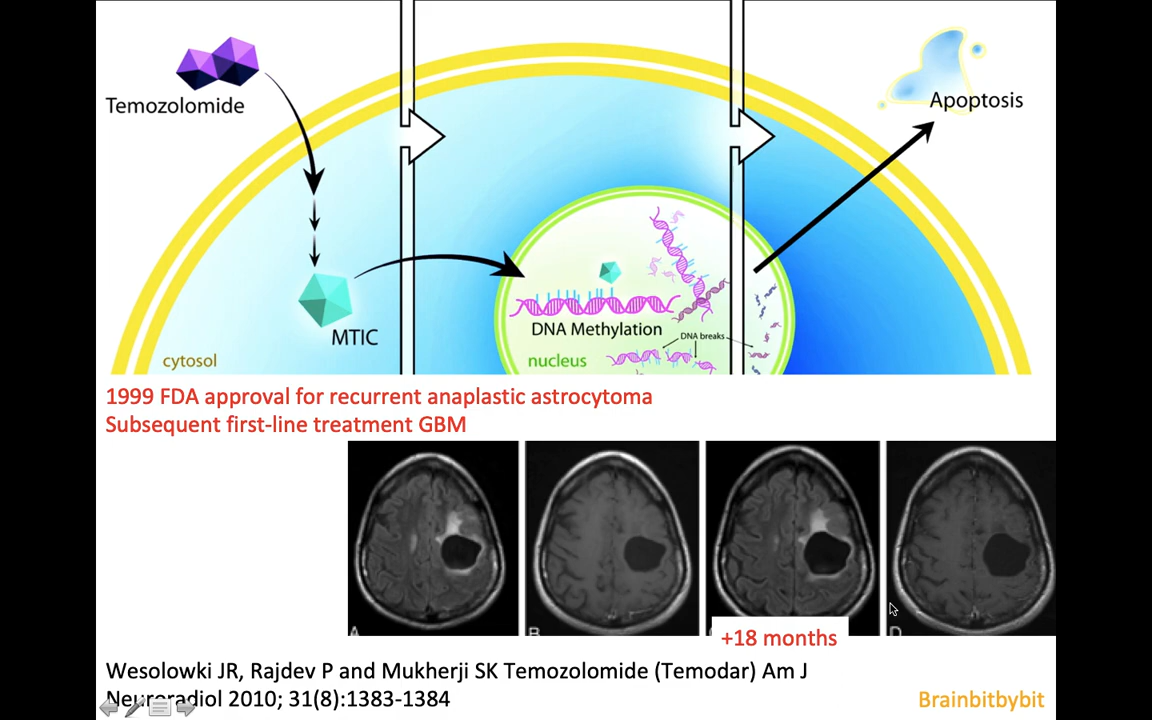 Temozolomide
Apoptosis
MTIC
DNA Methylation
DNA breaks
cytosol
nucleus
1999 FDA approval for recurrent anaplastic astrocytoma
Subsequent first-line treatment GBM
A
B
D
+18 months
Wesolowki JR, Rajdev P and Mukherji SK Temozolomide (Temodar) Am J
Neuroradiol 2010; 31(8):1383-1384
Brainbitbybit